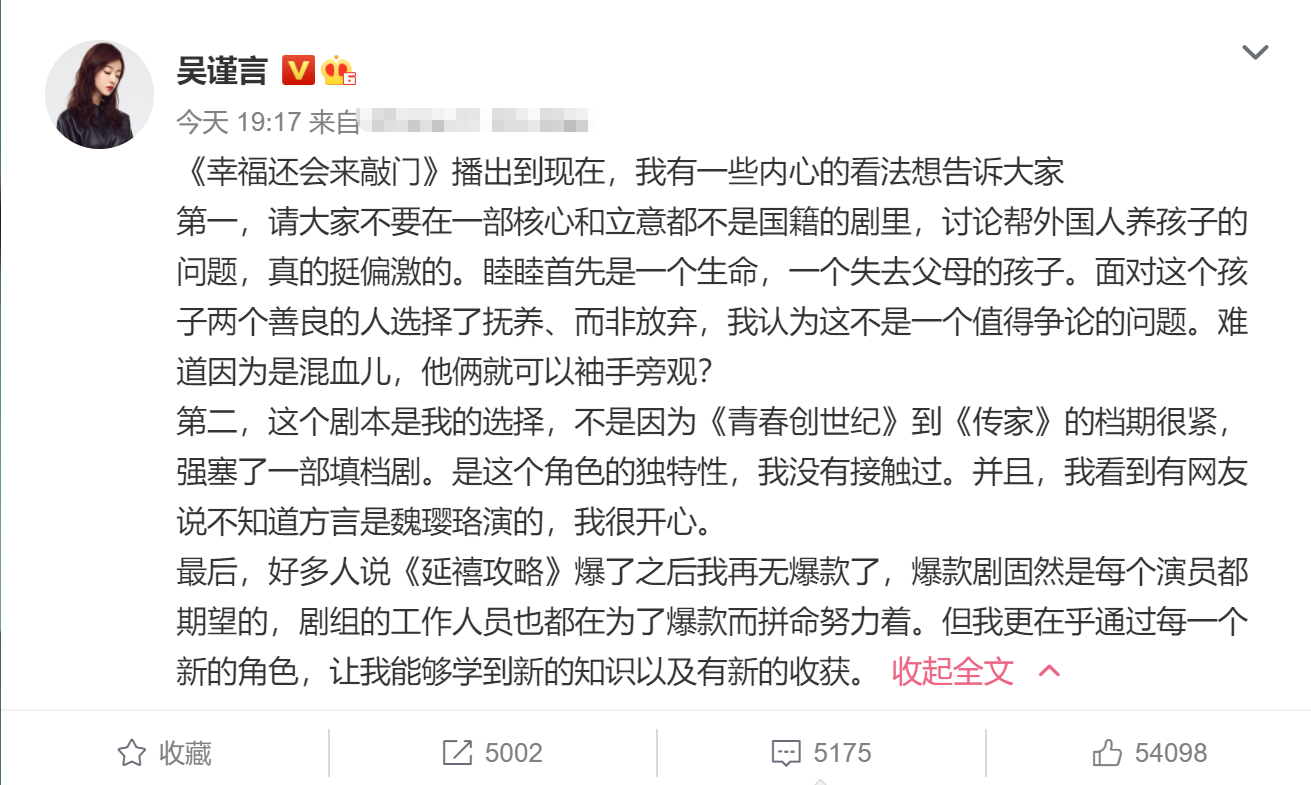 吴谨言
今天 19:17 来自
《幸福还会来敲门》播出到现在，我有一些内心的看法想告诉大家
第一，请大家不要在一部核心和立意都不是国籍的剧里，讨论帮外国人养孩子的
问题，真的挺偏激的。睦睦首先是一个生命，一个失去父母的孩子。面对这个孩
子两个善良的人选择了抚养、而非放弃，我认为这不是一个值得争论的问题。难
道因为是混血儿，他俩就可以袖手旁观？
第二，这个剧本是我的选择，不是因为《青春创世纪》到《传家》的档期很紧，
强塞了一部填档剧。是这个角色的独特性，我没有接触过。并且，我看到有网友
说不知道方言是魏璎珞演的，我很开心。
最后，好多人说《延禧攻略》爆了之后我再无爆款了，爆款剧固然是每个演员都
期望的，剧组的工作人员也都在为了爆款而拼命努力着。但我更在乎通过每一个
新的角色，让我能够学到新的知识以及有新的收获。 收起全文
收藏 5002 5175 54098